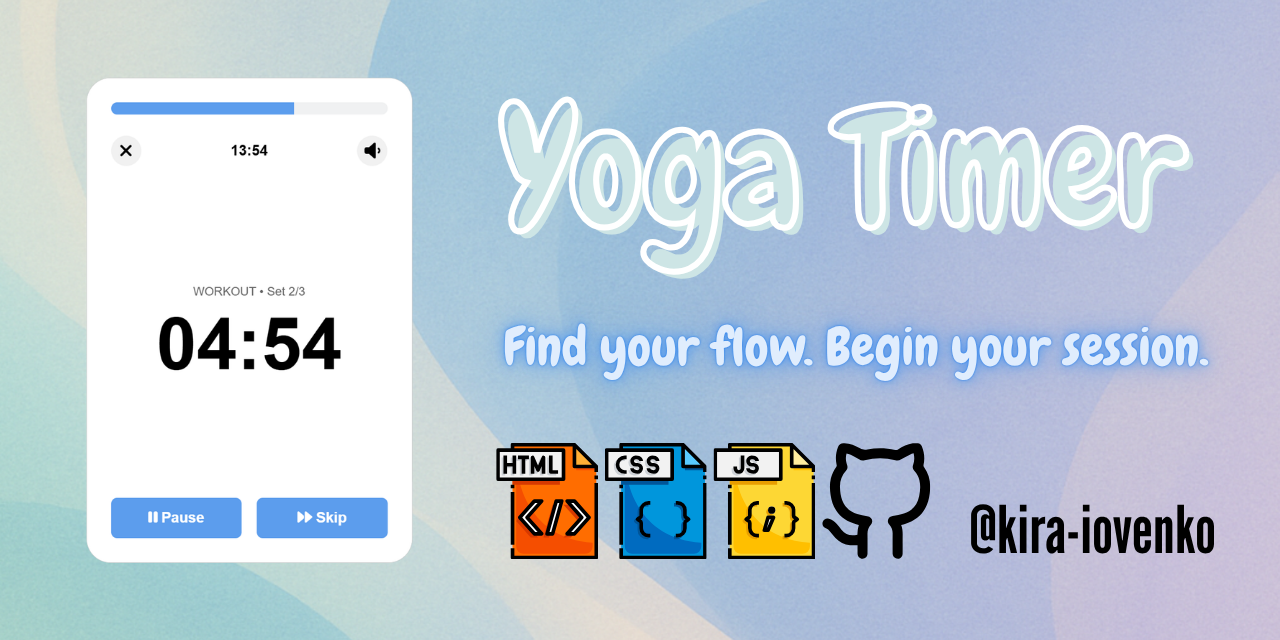 13:54
WORKOUT • Set 2/3
04:54
Pause
Skip
Yoga Timer
Find your flow. Begin your session.
HTML
</>
CSS
{ }
JS
{;}
@kira-iovenko